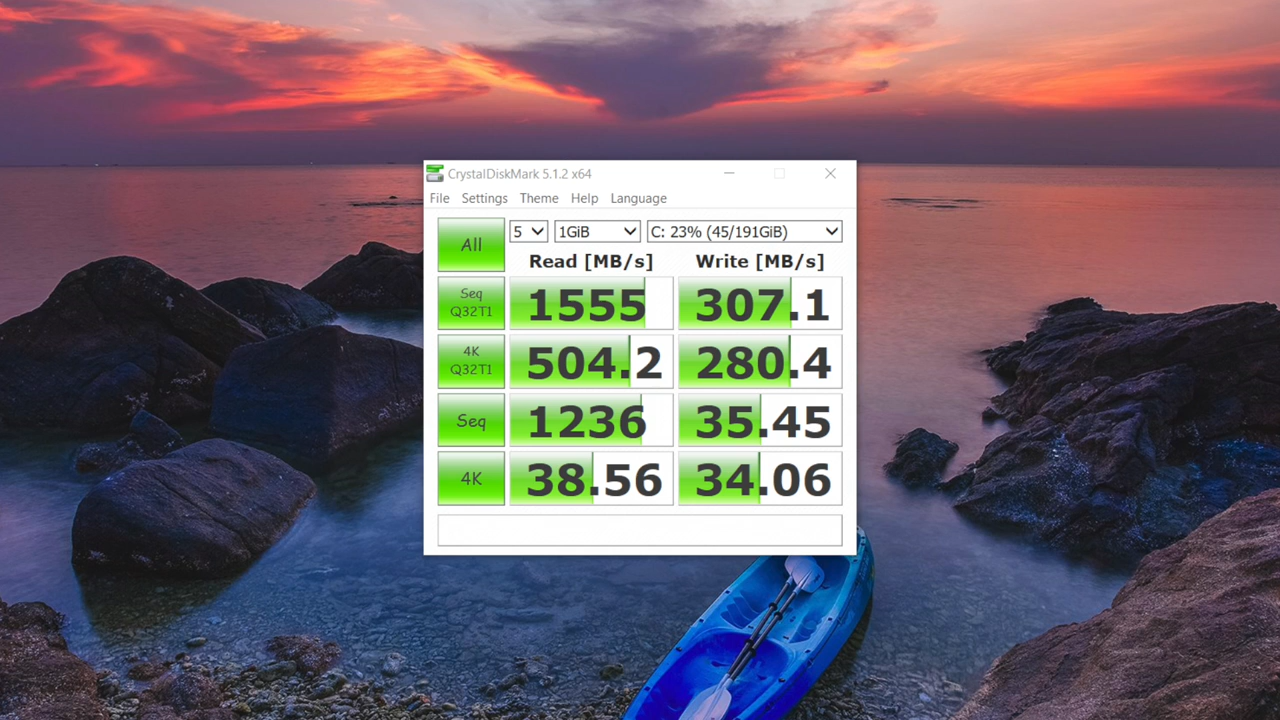 CrystalDiskMark 5.1.2 x64
File Settings Theme Help Language
All 5 1GiB C: 23% (45/191GiB)
Read [MB/s] Write [MB/s]
Seq
Q32T1 1555 307.1
4K
Q32T1 504.2 280.4
Seq 1236 35.45
4K 38.56 34.06